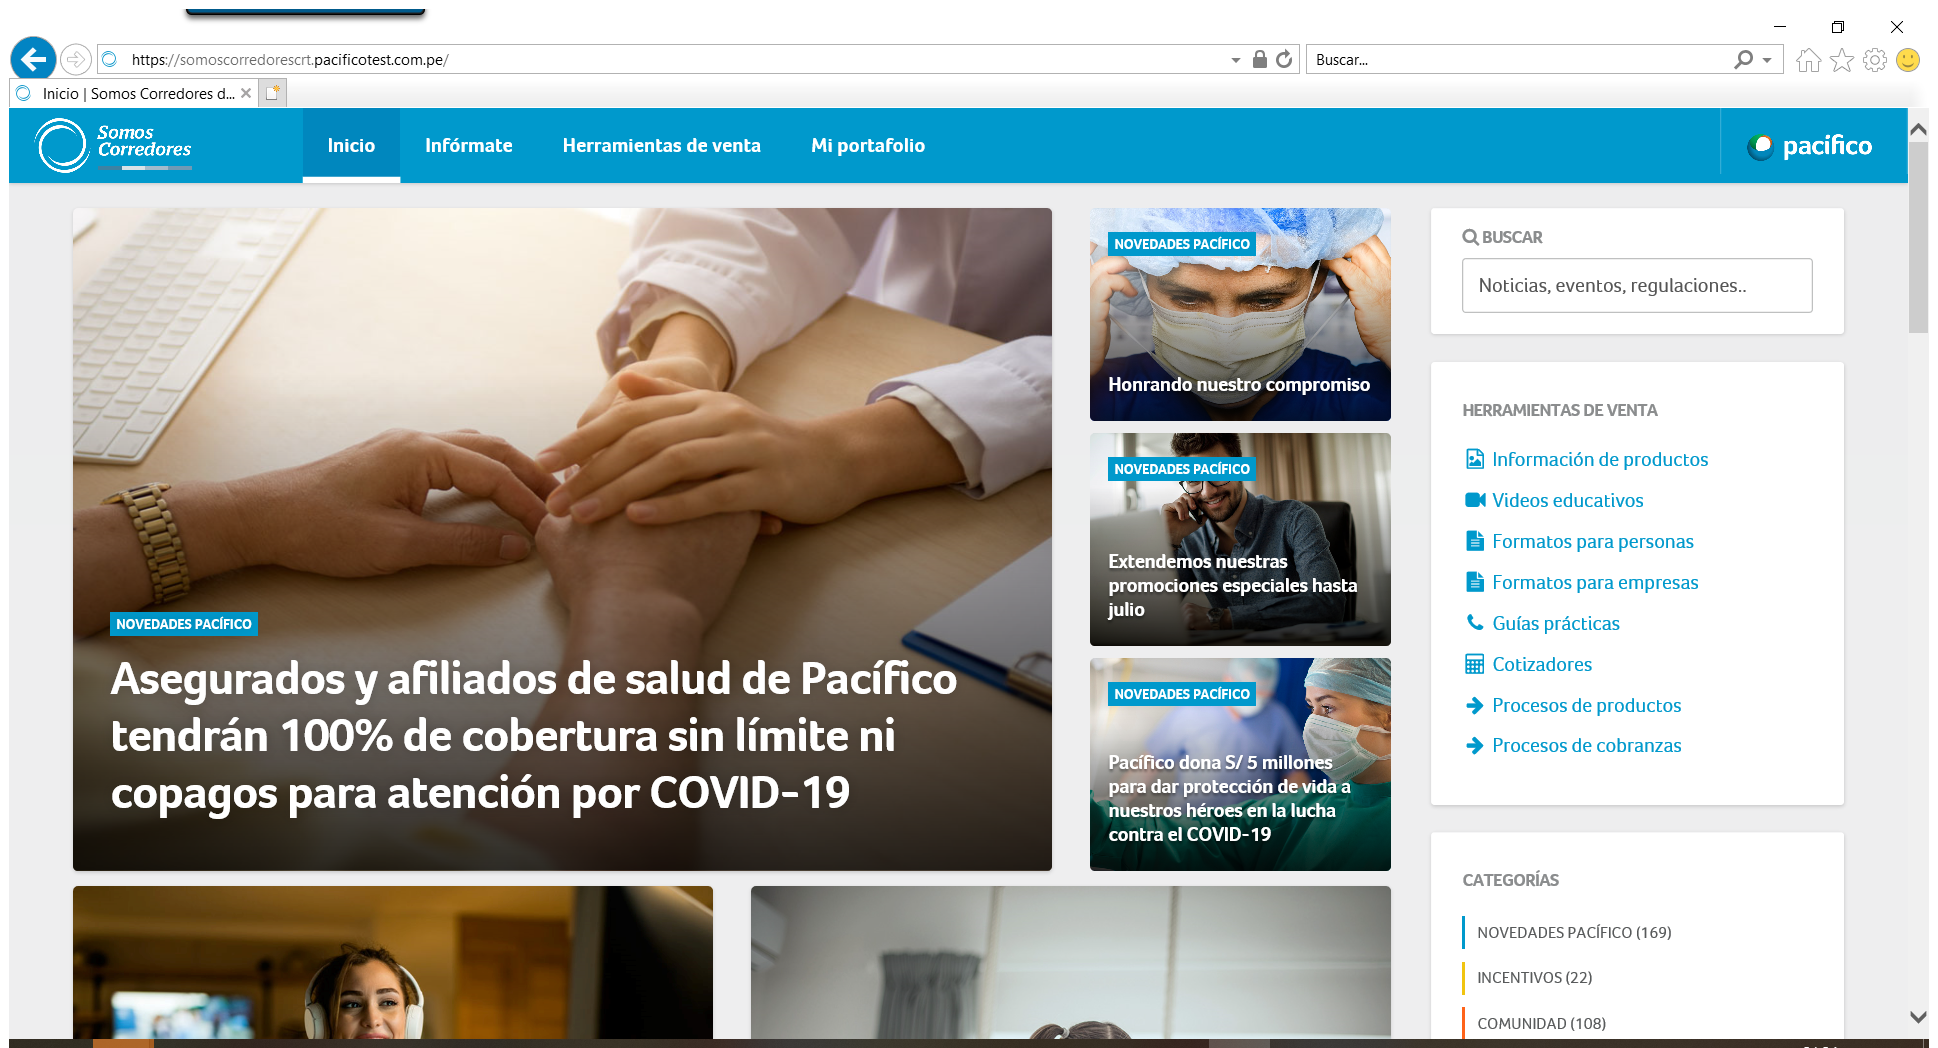 https://somoscorredorescrt.pacificotest.com.pe/
Buscar...
Inicio | Somos Corredores d...
Somos
Corredores
Inicio
Infórmate
Herramientas de venta
Mi portafolio
pacifico
NOVEDADES PACÍFICO
Asegurados y afiliados de salud de Pacífico
tendrán 100% de cobertura sin límite ni
copagos para atención por COVID-19
NOVEDADES PACÍFICO
Honrando nuestro compromiso
NOVEDADES PACÍFICO
Extendemos nuestras
promociones especiales hasta
julio
NOVEDADES PACÍFICO
Pacífico dona S/ 5 millones
para dar protección de vida a
nuestros héroes en la lucha
contra el COVID-19
BUSCAR
Noticias, eventos, regulaciones..
HERRAMIENTAS DE VENTA
Información de productos
Videos educativos
Formatos para personas
Formatos para empresas
Guías prácticas
Cotizadores
Procesos de productos
Procesos de cobranzas
CATEGORÍAS
NOVEDADES PACÍFICO (169)
INCENTIVOS (22)
COMUNIDAD (108)